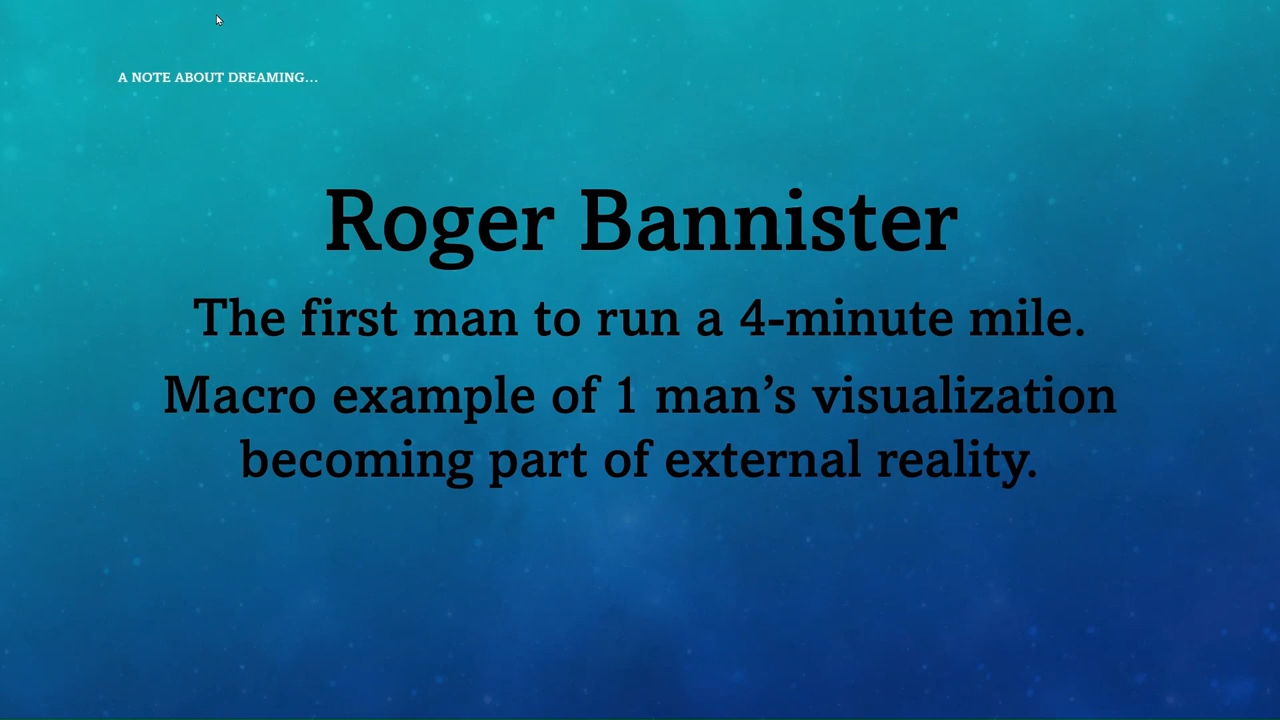 A NOTE ABOUT DREAMING...
Roger Bannister
The first man to run a 4-minute mile.
Macro example of 1 man’s visualization
becoming part of external reality.